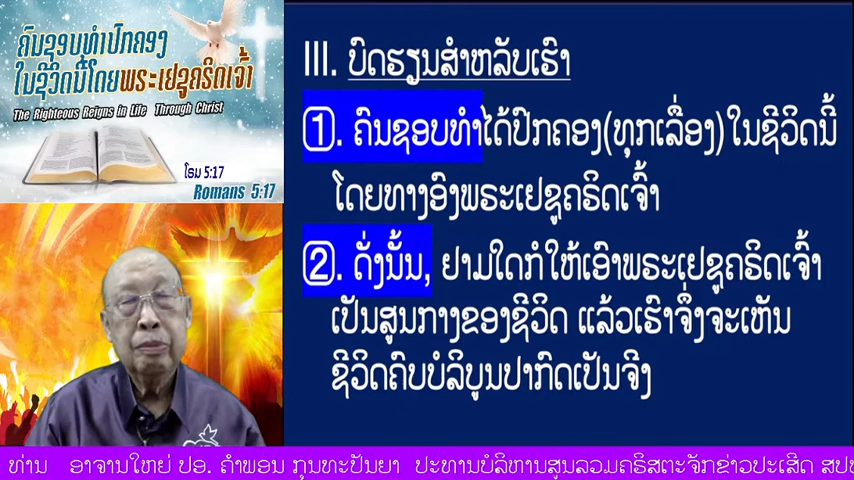 ຄົນຊອບທຳປົກຄອງ
ໃນຊີວິດນີ້ໂດຍພຣະເຢຊູຄຣິດເຈົ້າ
The Righteous Reigns in Life Through Christ
ໂຣມ 5:17
Romans 5:17
III. ບົດຮຽນສຳຫລັບເຮົາ
①. ຄົນຊອບທຳໄດ້ປົກຄອງ(ທຸກເລື່ອງ)ໃນຊີວິດນີ້
ໂດຍທາງອົງພຣະເຢຊູຄຣິດເຈົ້າ
②. ດັ່ງນັ້ນ, ຢາມໃດກໍໃຫ້ເອົາພຣະເຢຊູຄຣິດເຈົ້າ
ເປັນສູນກາງຂອງຊີວິດ ແລ້ວເຮົາຈຶ່ງຈະເຫັນ
ຊີວິດຄົບບໍລິບູນປາກົດເປັນຈີງ
ທ່ານ ອາຈານໃຫຍ່ ປອ. ຄຳພອນ ກຸນທະປັນຍາ ປະທານບໍລິຫານສູນລວມຄຣິສຕະຈັກຂ່າວປະເສີດ ສປປ